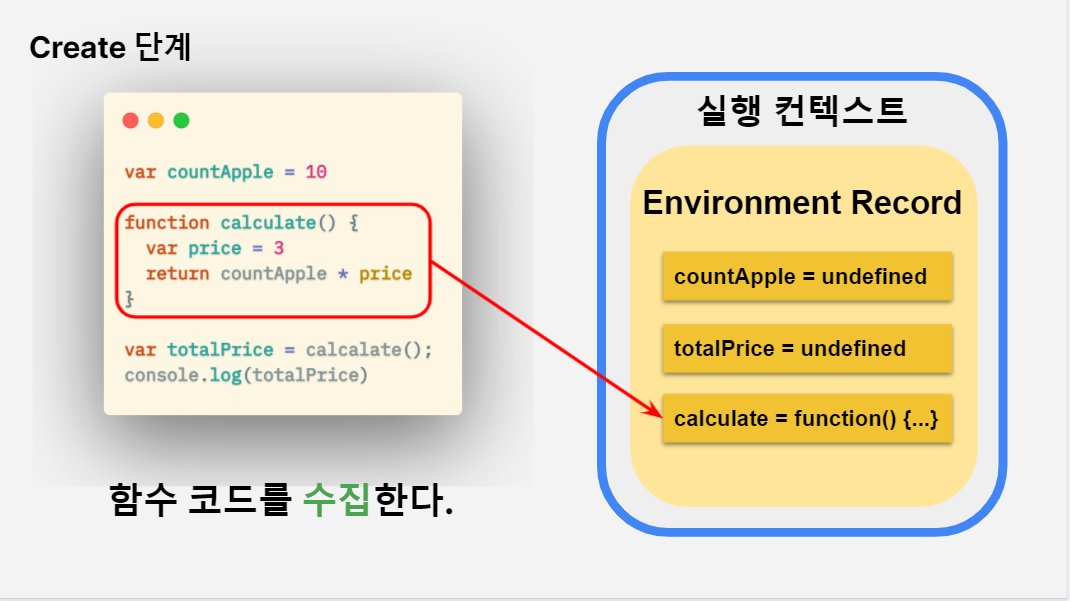 Create 단계
var countApple = 10
function calculate() {
var price = 3
return countApple * price
}
var totalPrice = calcalate();
console.log(totalPrice)
함수 코드를 수집한다.
실행 컨텍스트
Environment Record
countApple = undefined
totalPrice = undefined
calculate = function() {...}